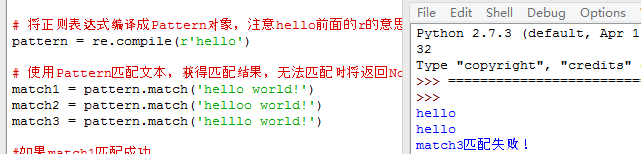 # 将正则表达式编译成Pattern对象，注意hello前面的r的意思
pattern = re.compile(r'hello')
# 使用Pattern匹配文本，获得匹配结果，无法匹配时将返回No
match1 = pattern.match('hello world!')
match2 = pattern.match('helloo world!')
match3 = pattern.match('helllo world!')
#如果match1匹配成功
File Edit Shell Debug Options
Python 2.7.3 (default, Apr 1
32
Type "copyright", "credits"
>>> ==========================
>>>
hello
hello
match3匹配失败！